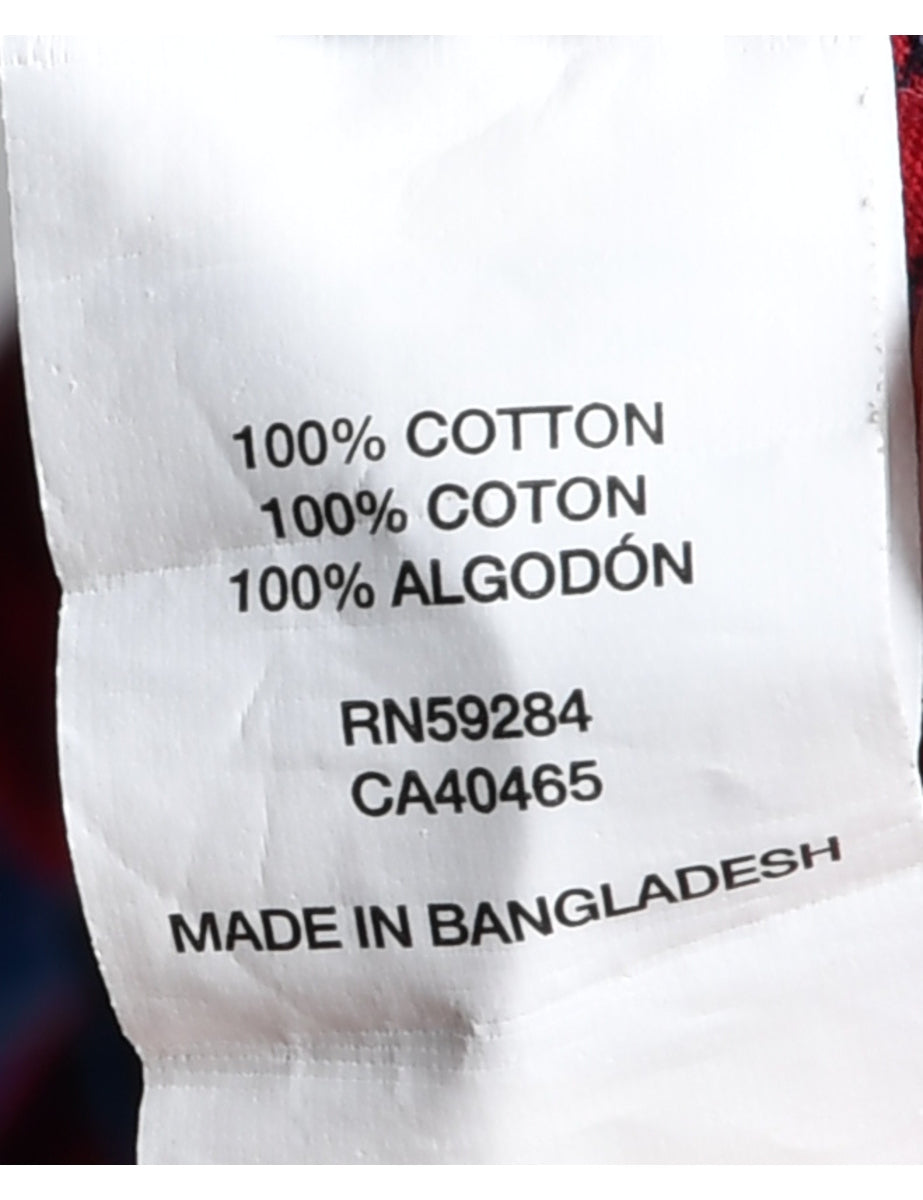 100% COTTON
100% COTON
100% ALGODÓN
RN59284
CA40465
MADE IN BANGLADESH